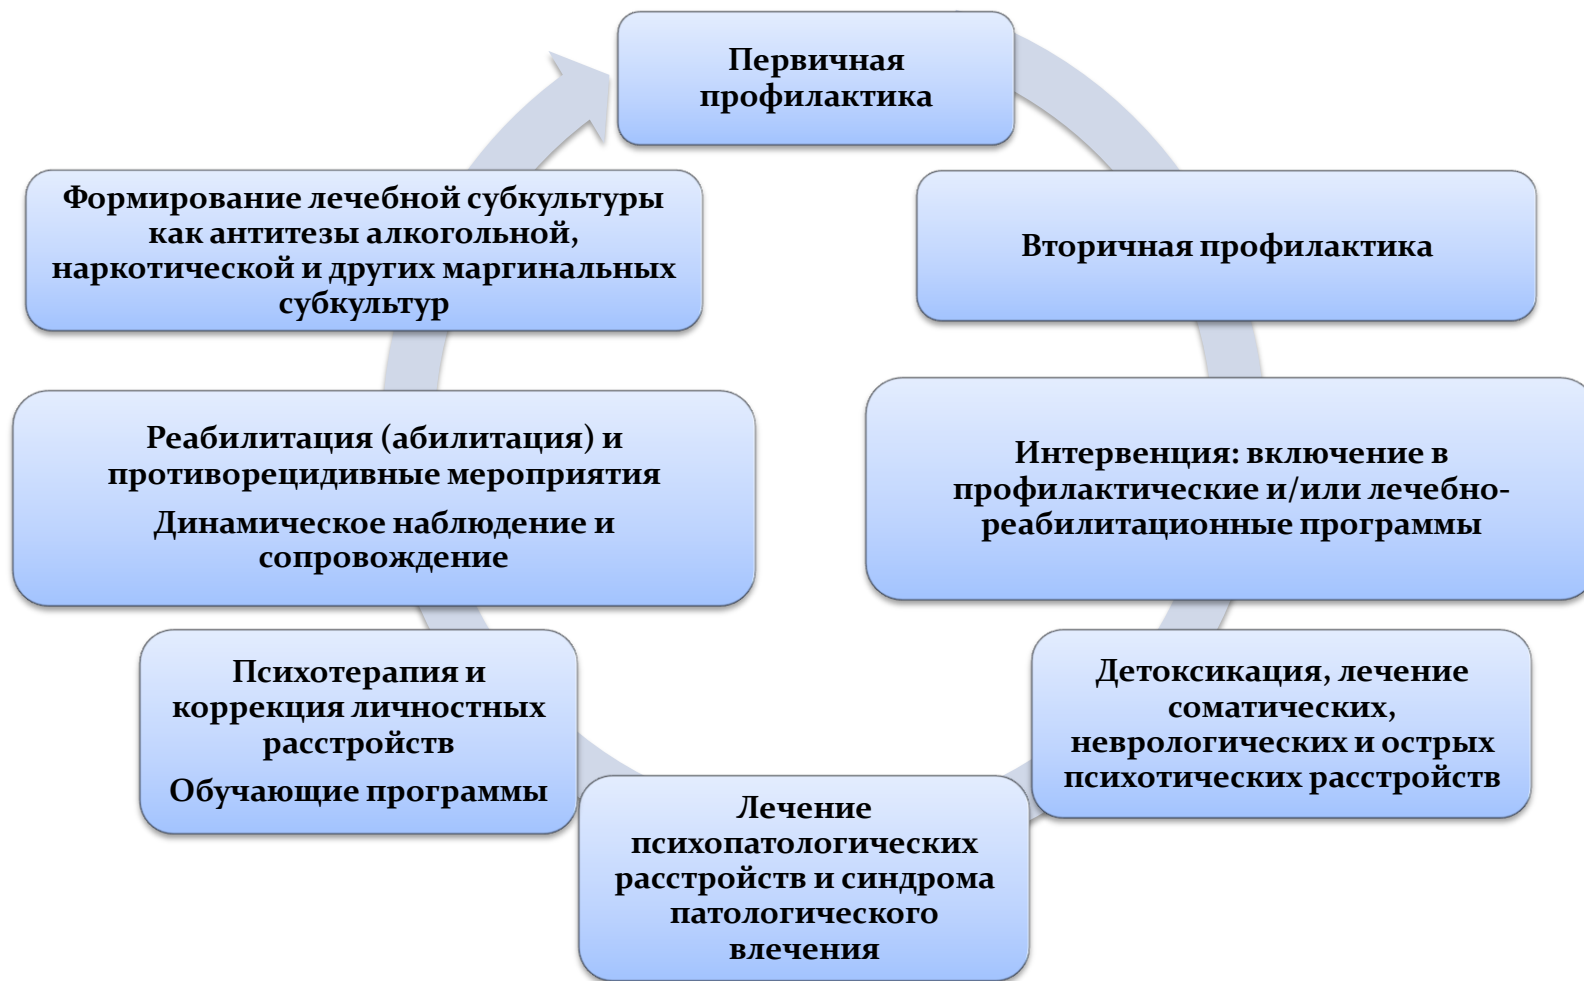 Первичная
профилактика
Вторичная профилактика
Интервенция: включение в
профилактические и/или лечебно-
реабилитационные программы
Детоксикация, лечение
соматических,
неврологических и острых
психотических расстройств
Лечение
психопатологических
расстройств и синдрома
патологического
влечения
Психотерапия и
коррекция личностных
расстройств
Обучающие программы
Реабилитация (абилитация) и
противорецидивные мероприятия
Динамическое наблюдение и
сопровождение
Формирование лечебной субкультуры
как антитезы алкогольной,
наркотической и других маргинальных
субкультур